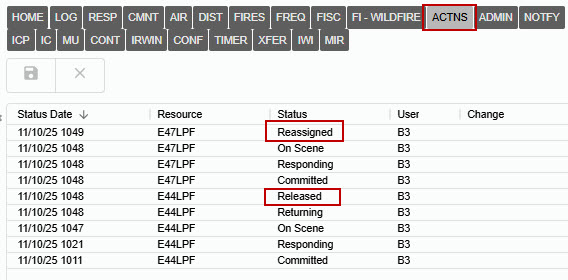 HOME LOG RESP CMNT AIR DIST FIRES FREQ FISC FI - WILDFIRE ACTNS ADMIN NOTFY
ICP IC MU CONT IRWIN CONF TIMER XFER IWI MIR
Status Date ↓ Resource Status User Change
11/10/25 1049 E47LPF Reassigned B3
11/10/25 1048 E47LPF On Scene B3
11/10/25 1048 E47LPF Responding B3
11/10/25 1048 E47LPF Committed B3
11/10/25 1048 E44LPF Released B3
11/10/25 1048 E44LPF Returning B3
11/10/25 1047 E44LPF On Scene B3
11/10/25 1021 E44LPF Responding B3
11/10/25 1011 E44LPF Committed B3